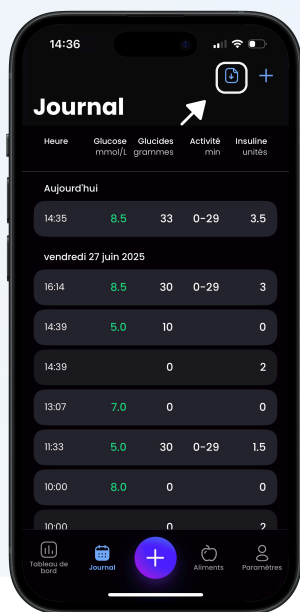 14:36
Journal
Heure Glucose Glucides Activité Insuline
mmol/L grammes min unités
Aujourd'hui
14:35 8.5 33 0-29 3.5
vendredi 27 juin 2025
16:14 8.5 30 0-29 3
14:39 5.0 10 0
14:39 0 2
13:07 7.0 0 0
11:33 5.0 30 0-29 1.5
10:00 8.0 0 0
10:00 0 2
Tableau de bord Journal Aliments Paramètres